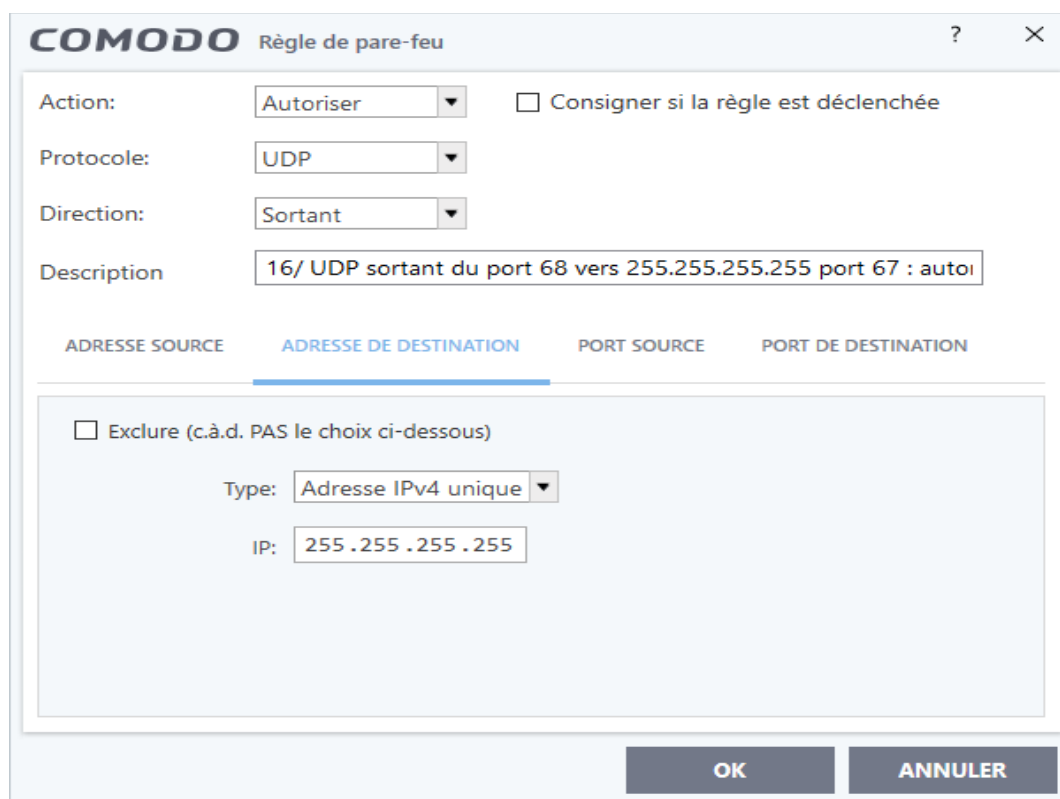 COMODO Règle de pare-feu ?
Action: Autoriser Consigner si la règle est déclenchée
Protocole: UDP
Direction: Sortant
Description 16/ UDP sortant du port 68 vers 255.255.255.255 port 67 :
ADRESSE SOURCE ADRESSE DE DESTINATION PORT SOURCE PORT DE DESTINATION
Exclure (c.à.d. PAS le choix ci-dessous)
Type: Adresse IPv4 unique
IP: 255.255.255.255
OK ANNULER